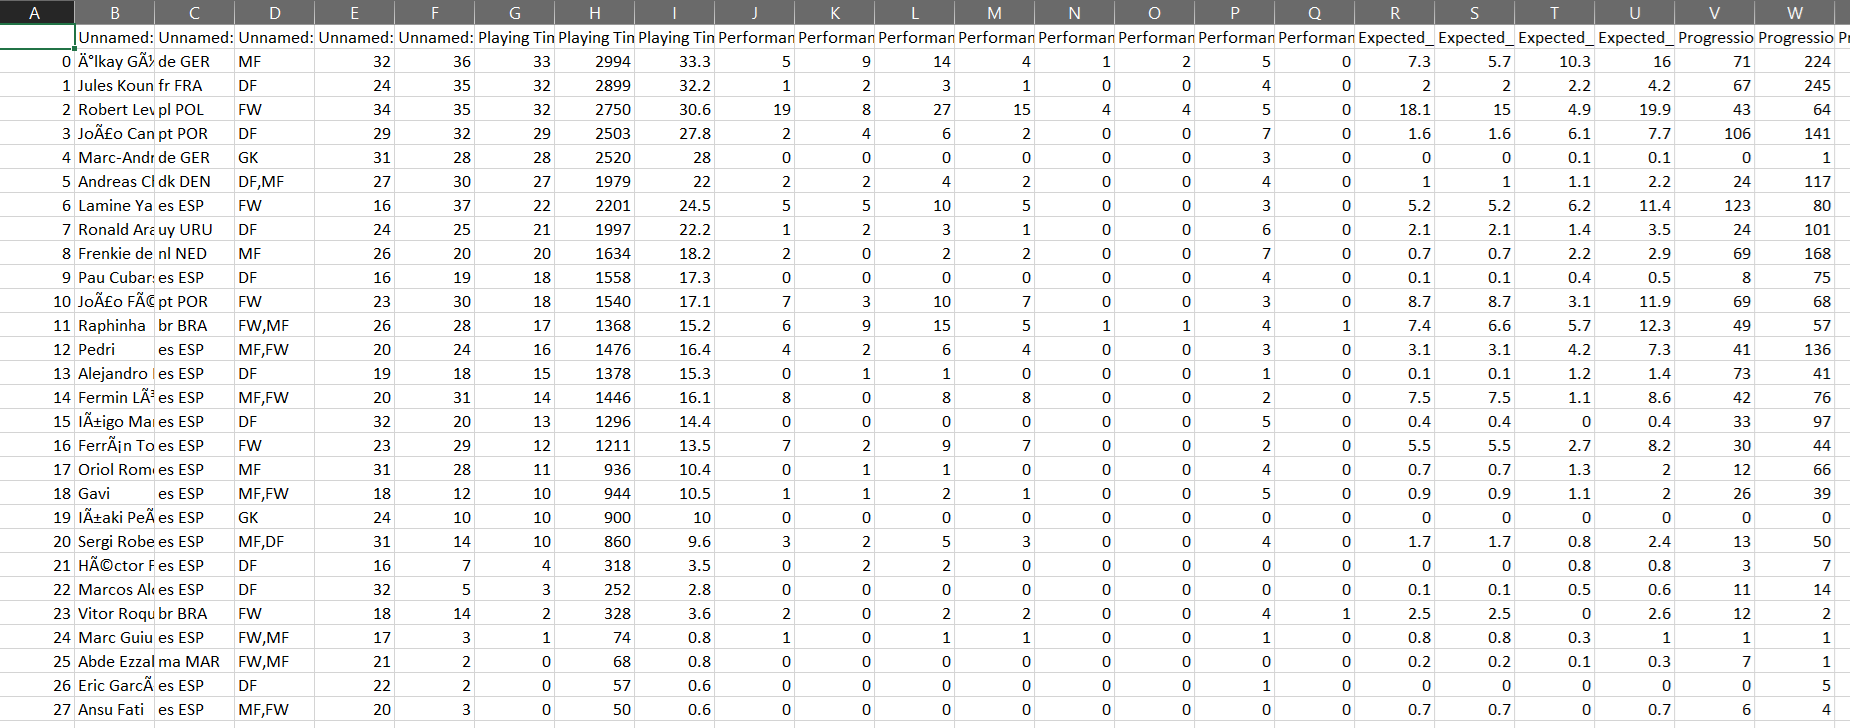 A B C D E F G H I J K L M N O P Q R S T U V W
Unnamed: Unnamed: Unnamed: Unnamed: Unnamed: Playing Tin Playing Tin Playing Tin Performan Performan Performan Performan Performan Performan Performan Performan Expected_ Expected_ Expected_ Expected_ Progressio Progressio Pr
0 Ä°lkay GÃ¼ de GER MF 32 36 33 2994 33.3 5 9 14 4 1 2 5 0 7.3 5.7 10.3 16 71 224
1 Jules Koun fr FRA DF 24 35 32 2899 32.2 1 2 3 1 0 0 4 0 2 2 2.2 4.2 67 245
2 Robert Lev pl POL FW 34 35 32 2750 30.6 19 8 27 15 4 4 5 0 18.1 15 4.9 19.9 43 64
3 JoÃ£o Can pt POR DF 29 32 29 2503 27.8 2 4 6 2 0 0 7 0 1.6 1.6 6.1 7.7 106 141
4 Marc-Andr de GER GK 31 28 28 2520 28 0 0 0 0 0 0 3 0 0 0 0.1 0.1 0 1
5 Andreas Cl dk DEN DF,MF 27 30 27 1979 22 2 2 4 2 0 0 4 0 1 1 1.1 2.2 24 117
6 Lamine Ya es ESP FW 16 37 22 2201 24.5 5 5 10 5 0 0 3 0 5.2 5.2 6.2 11.4 123 80
7 Ronald Ara uy URU DF 24 25 21 1997 22.2 1 2 3 1 0 0 6 0 2.1 2.1 1.4 3.5 24 101
8 Frenkie de nl NED MF 26 20 20 1634 18.2 2 0 2 2 0 0 7 0 0.7 0.7 2.2 2.9 69 168
9 Pau Cubars es ESP DF 16 19 18 1558 17.3 0 0 0 0 0 0 4 0 0.1 0.1 0.4 0.5 8 75
10 JoÃ£o FÃ© pt POR FW 23 30 18 1540 17.1 7 3 10 7 0 0 3 0 8.7 8.7 3.1 11.9 69 68
11 Raphinha br BRA FW,MF 26 28 17 1368 15.2 6 9 15 5 1 1 4 1 7.4 6.6 5.7 12.3 49 57
12 Pedri es ESP MF,FW 20 24 16 1476 16.4 4 2 6 4 0 0 3 0 3.1 3.1 4.2 7.3 41 136
13 Alejandro es ESP DF 19 18 15 1378 15.3 0 1 1 0 0 0 1 0 0.1 0.1 1.2 1.4 73 41
14 Fermin LÃ³ es ESP MF,FW 20 31 14 1446 16.1 8 0 8 8 0 0 2 0 7.5 7.5 1.1 8.6 42 76
15 IÃ±igo Mar es ESP DF 32 20 13 1296 14.4 0 0 0 0 0 0 5 0 0.4 0.4 0 0.4 33 97
16 FerrÃ¡n To es ESP FW 23 29 12 1211 13.5 7 2 9 7 0 0 2 0 5.5 5.5 2.7 8.2 30 44
17 Oriol Rome es ESP MF 31 28 11 936 10.4 0 1 1 0 0 0 4 0 0.7 0.7 1.3 2 12 66
18 Gavi es ESP MF,FW 18 12 10 944 10.5 1 1 2 1 0 0 5 0 0.9 0.9 1.1 2 26 39
19 IÃ±aki PeÃ es ESP GK 24 10 10 900 10 0 0 0 0 0 0 0 0 0 0 0 0 0 0
20 Sergi Robe es ESP MF,DF 31 14 10 860 9.6 3 2 5 3 0 0 4 0 1.7 1.7 0.8 2.4 13 50
21 HÃ©ctor F es ESP DF 16 7 4 318 3.5 0 2 2 0 0 0 0 0 0 0 0.8 0.8 3 7
22 Marcos Alo es ESP DF 32 5 3 252 2.8 0 0 0 0 0 0 0 0 0.1 0.1 0.5 0.6 11 14
23 Vitor Roqu br BRA FW 18 14 2 328 3.6 2 0 2 2 0 0 4 1 2.5 2.5 0 2.6 12 2
24 Marc Guiu es ESP FW,MF 17 3 1 74 0.8 1 0 1 1 0 0 1 0 0.8 0.8 0.3 1 1 1
25 Abde Ezzal ma MAR FW,MF 21 2 0 68 0.8 0 0 0 0 0 0 0 0 0.2 0.2 0.1 0.3 7 1
26 Eric GarcÃ es ESP DF 22 2 0 57 0.6 0 0 0 0 0 0 1 0 0 0 0 0 0 5
27 Ansu Fati es ESP MF,FW 20 3 0 50 0.6 0 0 0 0 0 0 0 0 0.7 0.7 0 0.7 6 4